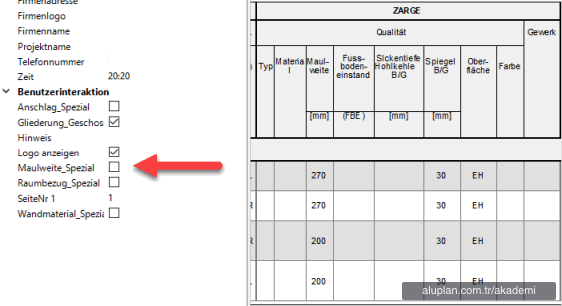 Firmenadresse
Firmenlogo
Firmenname
Projektname
Telefonnummer
Zeit 20:20
Benutzerinteraktion
Anschlag_Spezial
Gliederung_Geschos
Hinweis
Logo anzeigen
Maulweite_Spezial
Raumbezug_Spezial
SeiteNr 1 1
Wandmaterial_Spezi
ZARGE
Qualität Gewerk
Typ Materia l Maul-weite Fuss-boden-einstand Sickentiefe Hohlkehle B/G Spiegel B/G Ober-fläche Farbe
[mm] (FBE) [mm] [mm]
270 30 EH
270 30 EH
200 30 EH
200 30 EH
aluplan.com.tr/akademi